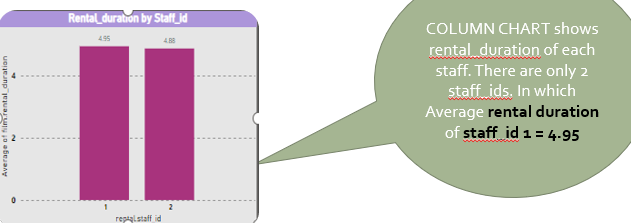 Rental_duration by Staff_id
4.95
4.88
4
2
0
Average of film.rental_duration
1
2
rental.staff_id
COLUMN CHART shows
rental_duration of each
staff. There are only 2
staff_ids. In which
Average rental duration
of staff_id 1 = 4.95